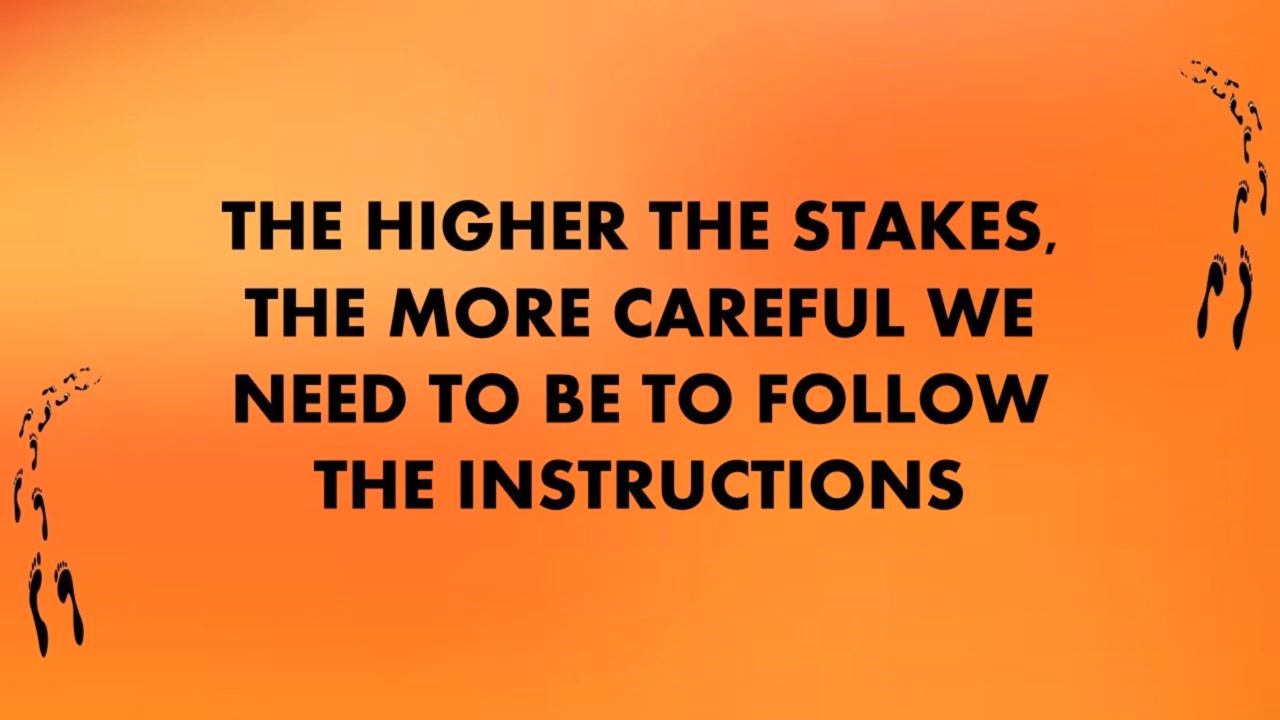 THE HIGHER THE STAKES,
THE MORE CAREFUL WE
NEED TO BE TO FOLLOW
THE INSTRUCTIONS